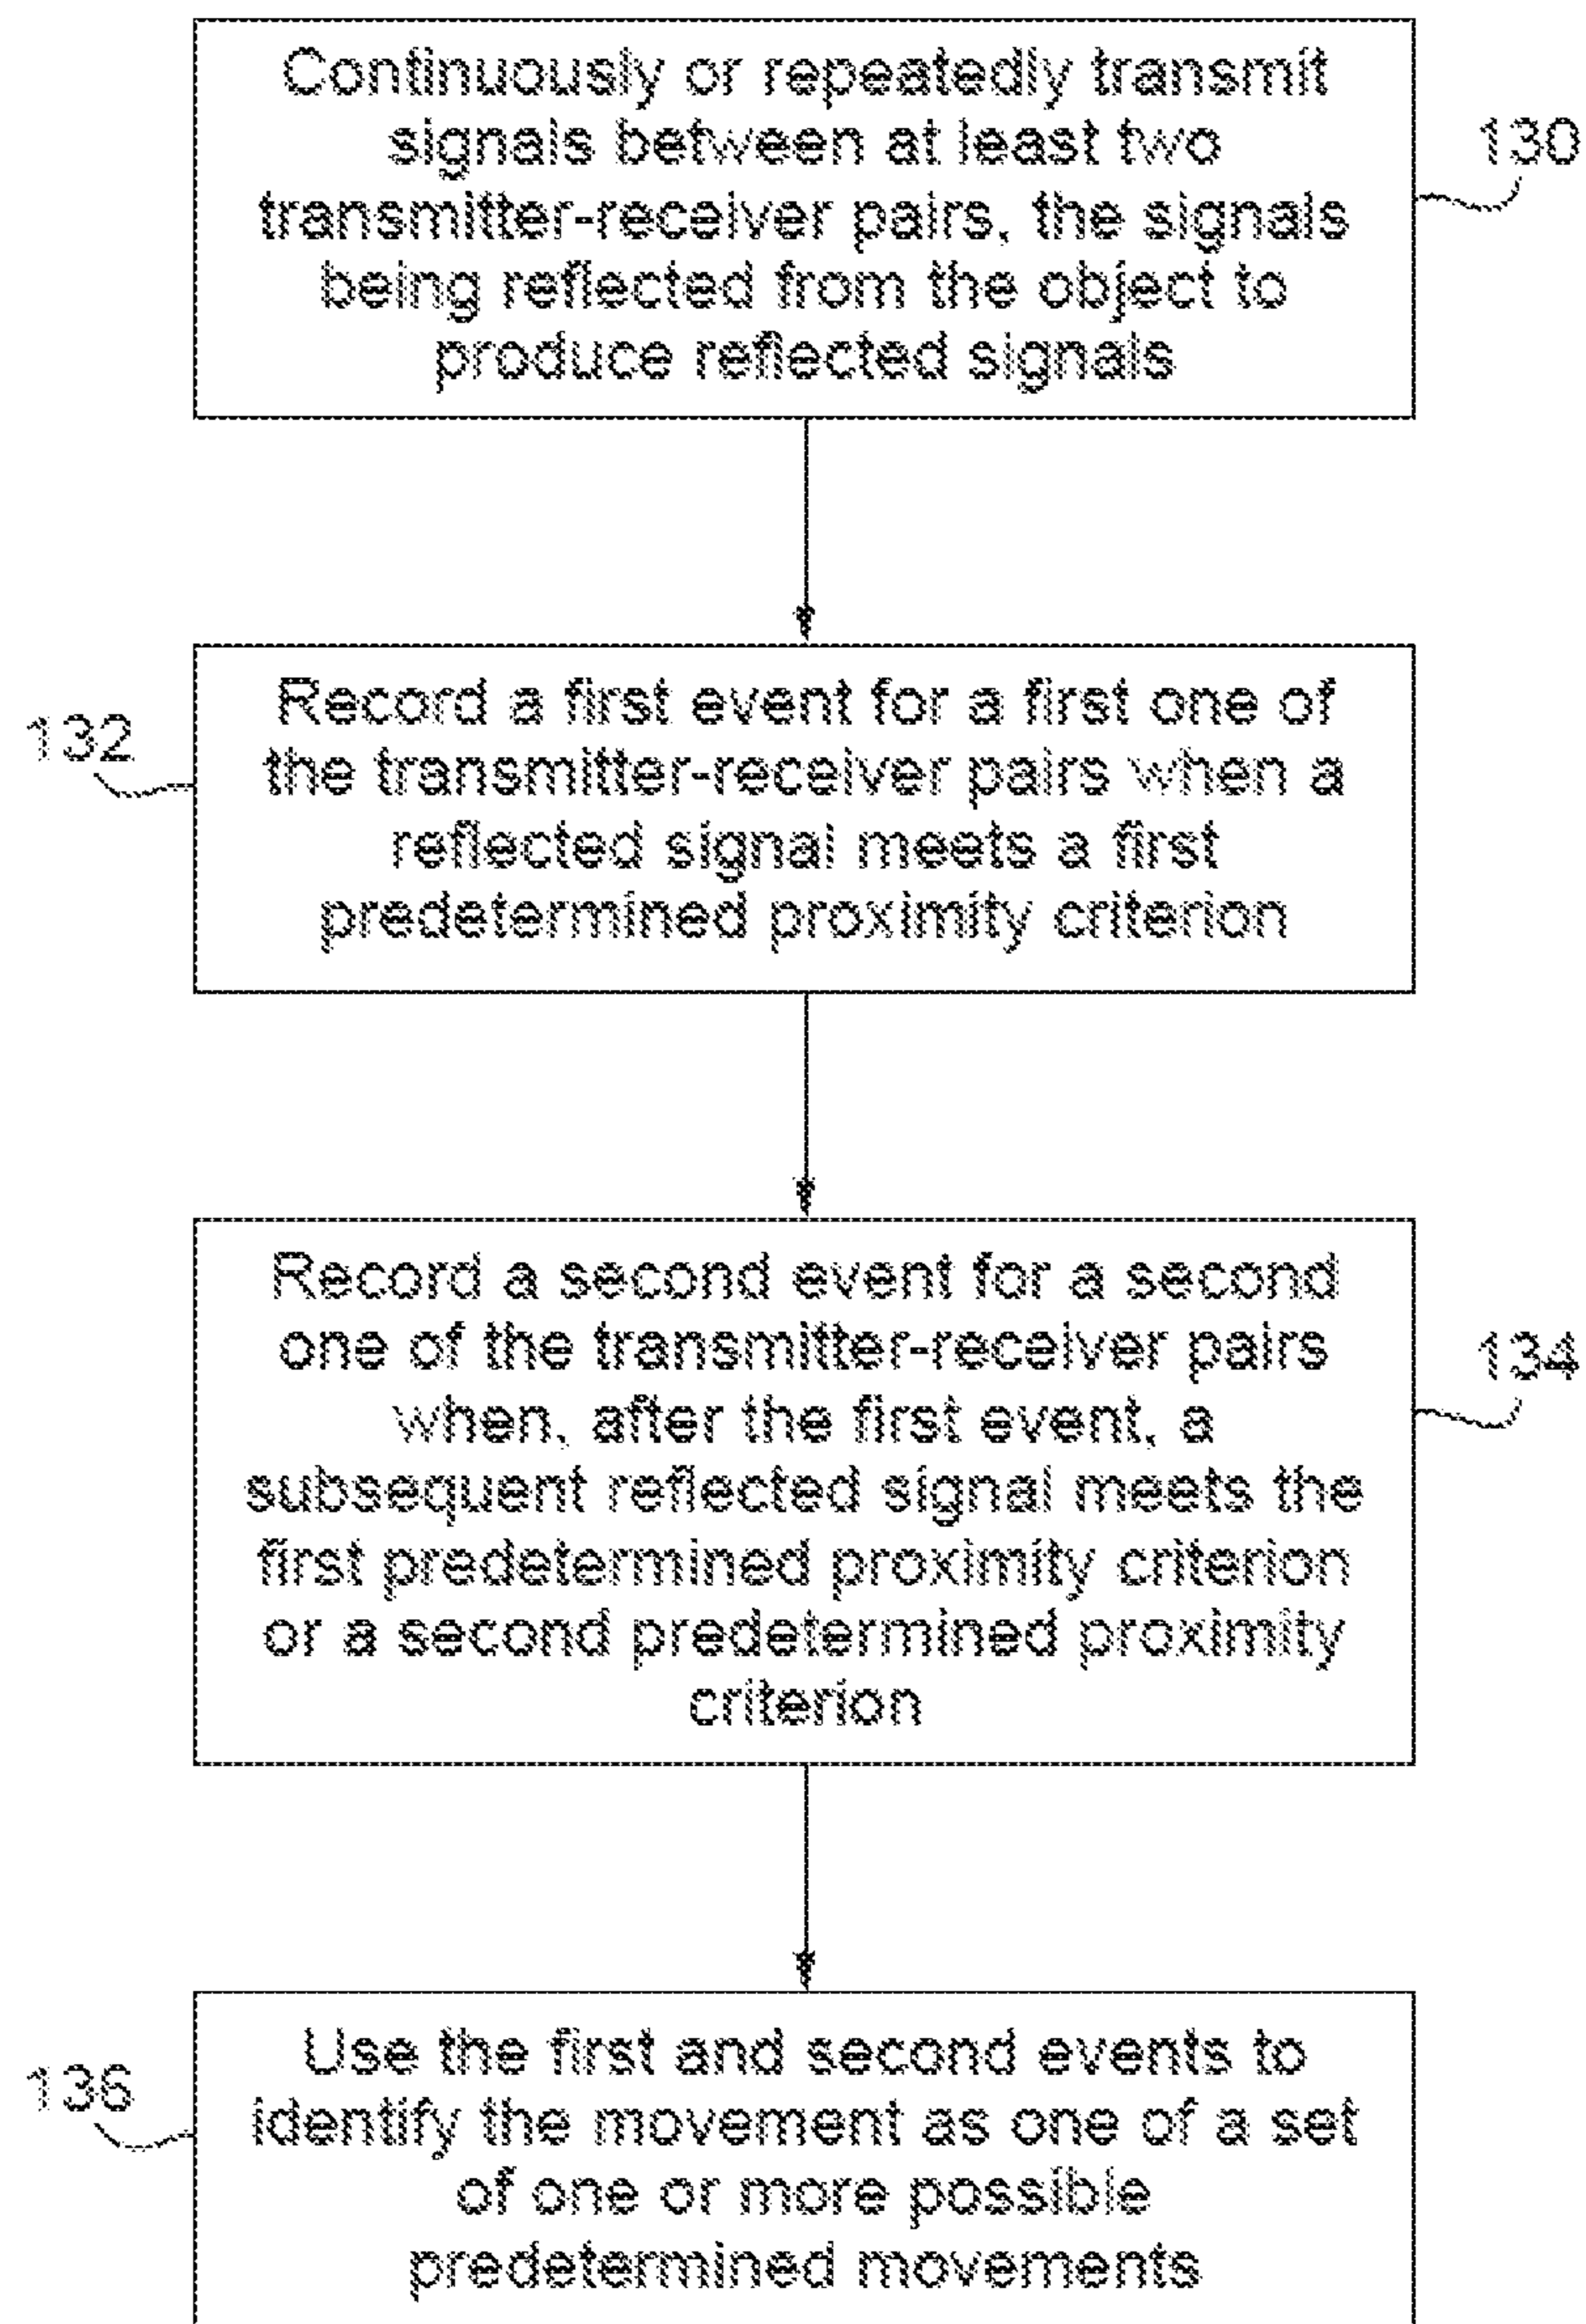 Continuously or repeatedly transmit
signals between at least two
transmitter-receiver pairs, the signals
being reflected from the object to
produce reflected signals
130
Record a first event for a first one of
the transmitter-receiver pairs when a
reflected signal meets a first
predetermined proximity criterion
132
Record a second event for a second
one of the transmitter-receiver pairs
when, after the first event, a
subsequent reflected signal meets the
first predetermined proximity criterion
or a second predetermined proximity
criterion
134
Use the first and second events to
identify the movement as one of a set
of one or more possible
predetermined movements
136